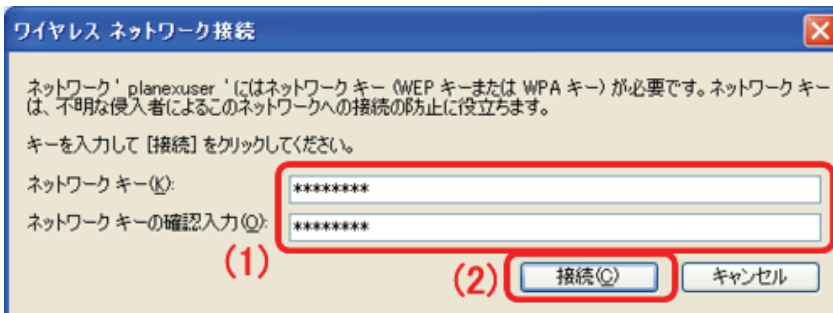 ワイヤレス ネットワーク接続
ネットワーク ' planexuser ' にはネットワーク キー (WEP キーまたは WPA キー) が必要です。ネットワーク キー
は、不明な侵入者によるこのネットワークへの接続の防止に役立ちます。
キーを入力して [接続] をクリックしてください。
ネットワーク キー(K): ********
ネットワーク キーの確認入力(O): ********
(1)
(2) 接続(C) キャンセル